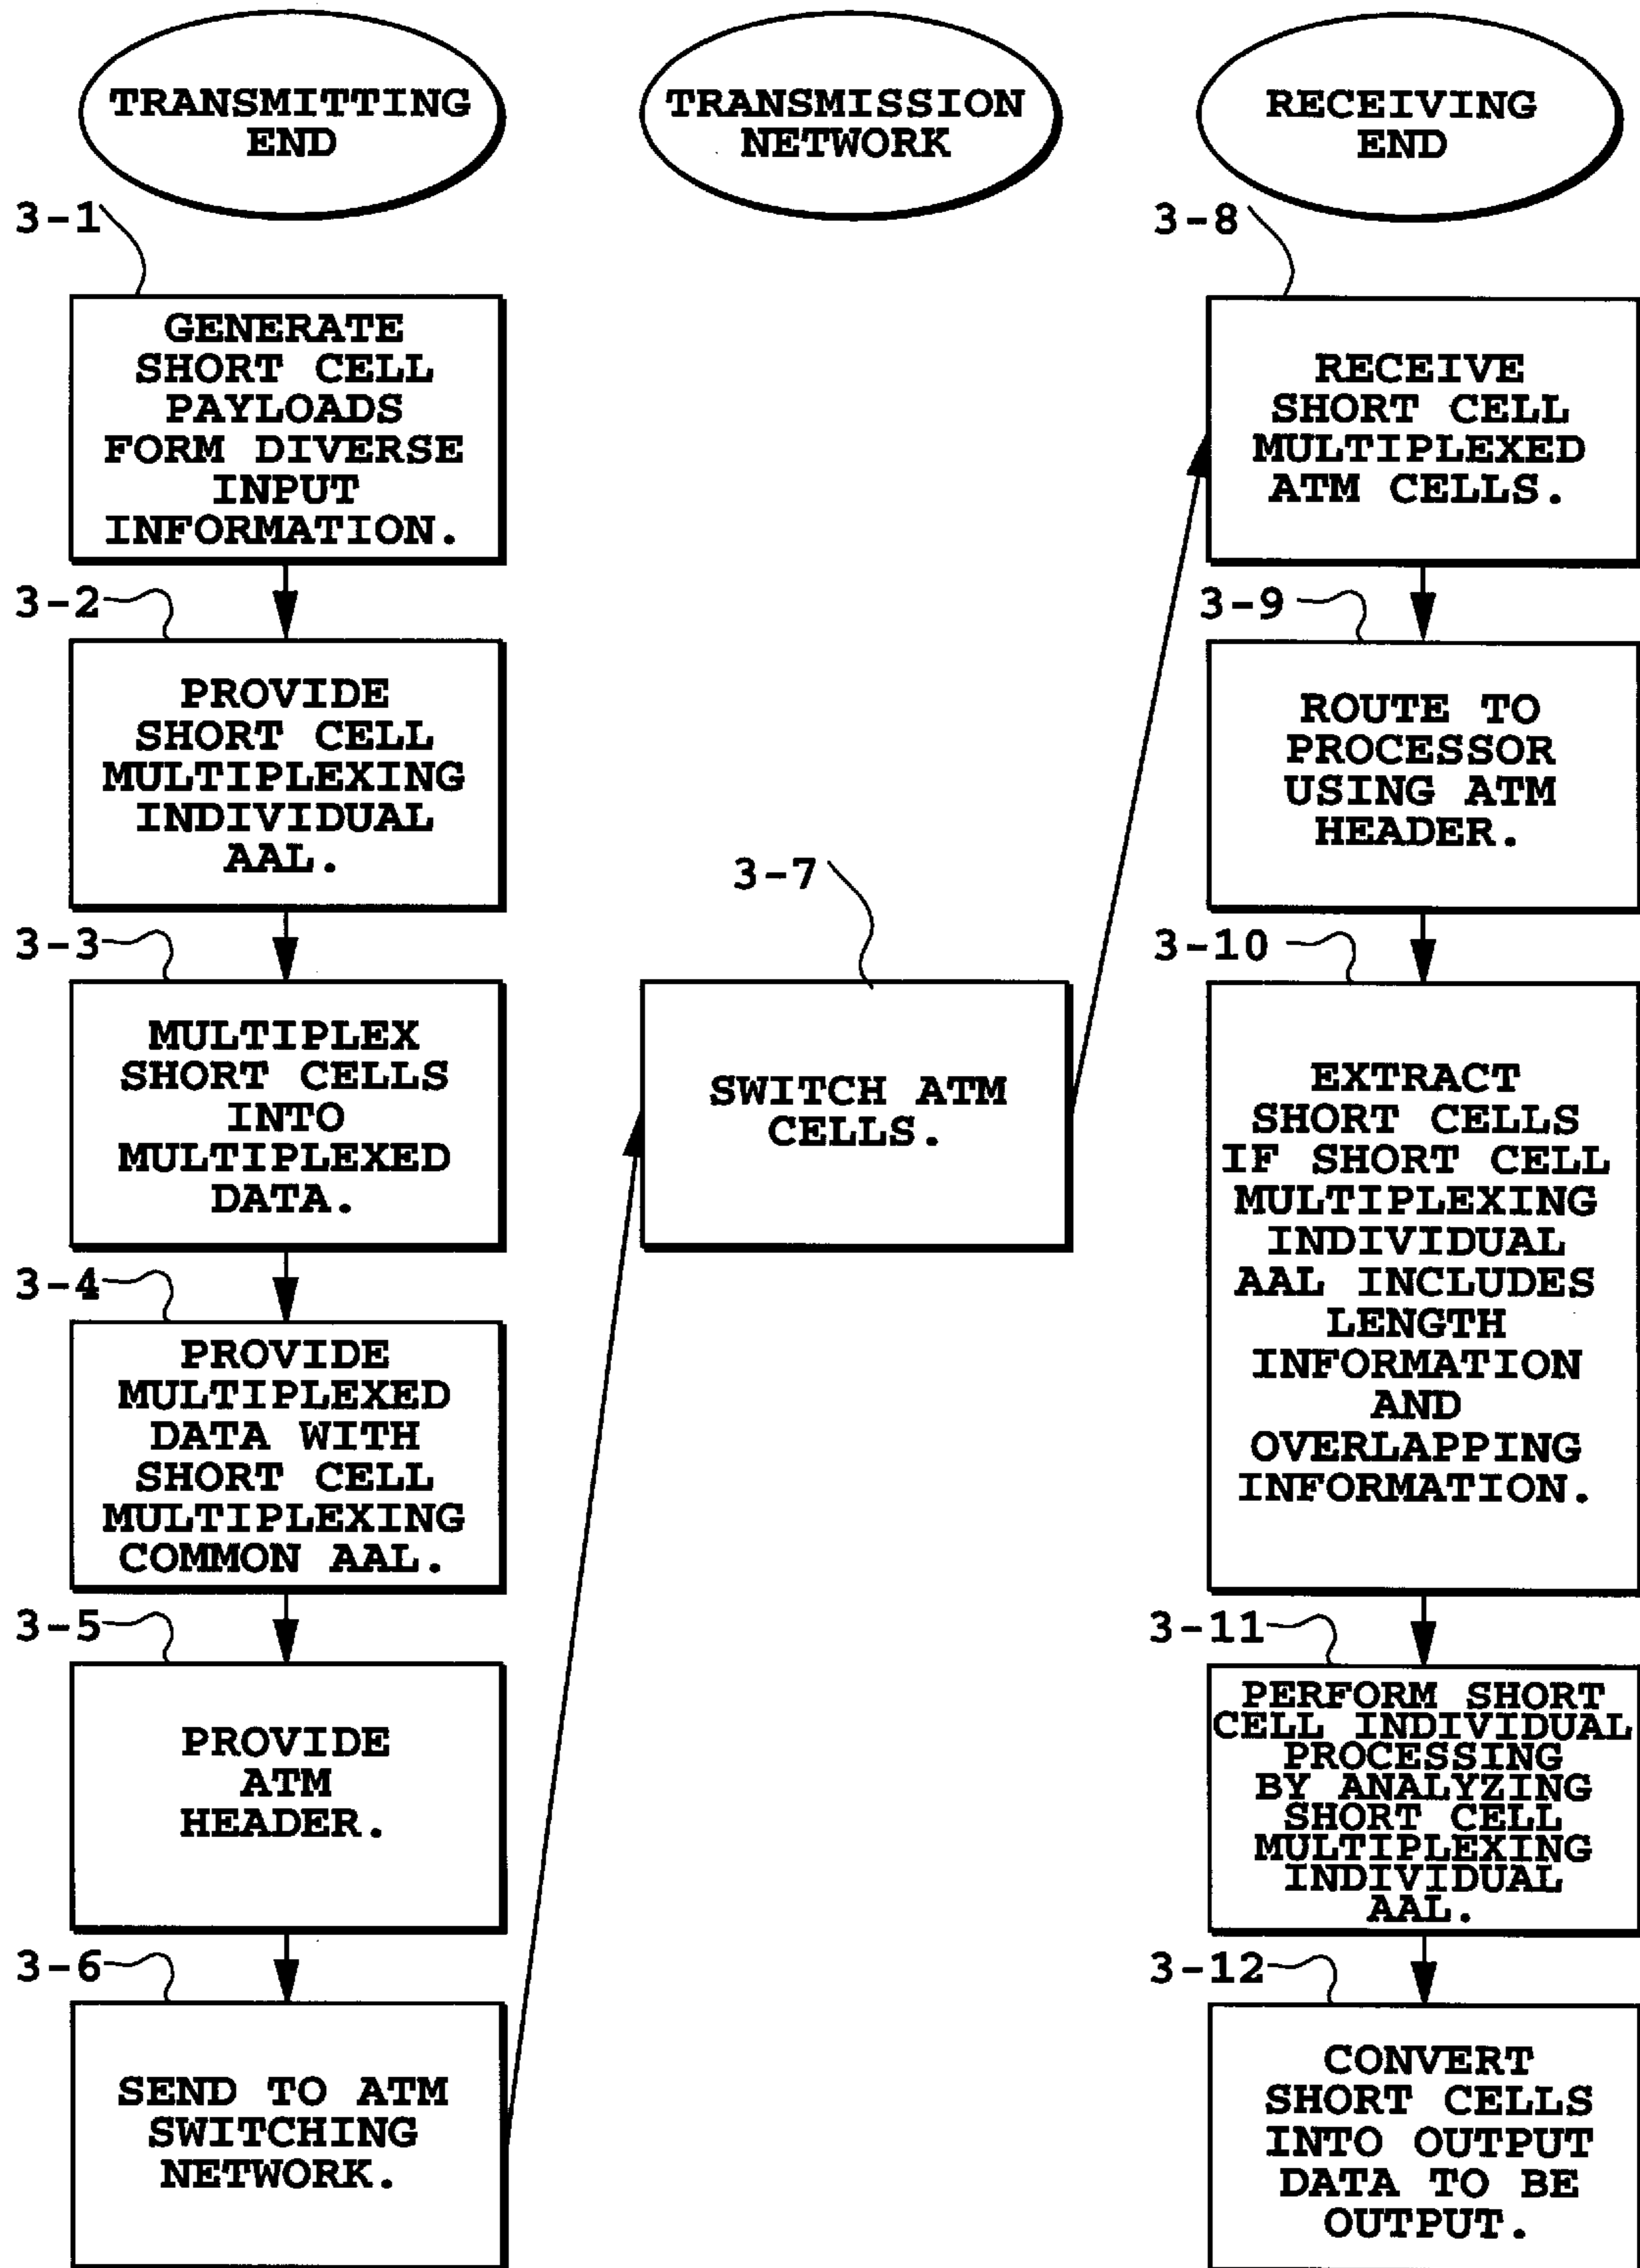 TRANSMITTING
END
TRANSMISSION
NETWORK
RECEIVING
END
3-1
GENERATE
SHORT CELL
PAYLOADS
FORM DIVERSE
INPUT
INFORMATION.
3-2
PROVIDE
SHORT CELL
MULTIPLEXING
INDIVIDUAL
AAL.
3-3
MULTIPLEX
SHORT CELLS
INTO
MULTIPLEXED
DATA.
3-4
PROVIDE
MULTIPLEXED
DATA WITH
SHORT CELL
MULTIPLEXING
COMMON AAL.
3-5
PROVIDE
ATM
HEADER.
3-6
SEND TO ATM
SWITCHING
NETWORK.
3-7
SWITCH ATM
CELLS.
3-8
RECEIVE
SHORT CELL
MULTIPLEXED
ATM CELLS.
3-9
ROUTE TO
PROCESSOR
USING ATM
HEADER.
3-10
EXTRACT
SHORT CELLS
IF SHORT CELL
MULTIPLEXING
INDIVIDUAL
AAL INCLUDES
LENGTH
INFORMATION
AND
OVERLAPPING
INFORMATION.
3-11
PERFORM SHORT
CELL INDIVIDUAL
PROCESSING
BY ANALYZING
SHORT CELL
MULTIPLEXING
INDIVIDUAL
AAL.
3-12
CONVERT
SHORT CELLS
INTO OUTPUT
DATA TO BE
OUTPUT.